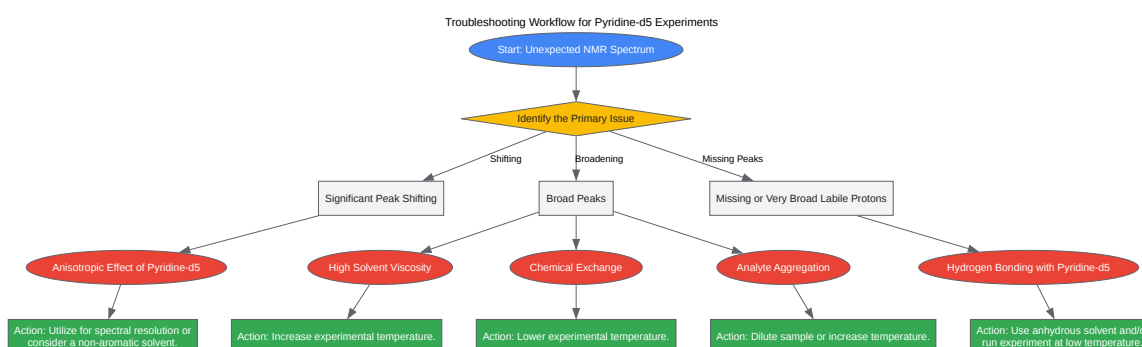 Troubleshooting Workflow for Pyridine-d5 Experiments
Start: Unexpected NMR Spectrum
Identify the Primary Issue
Shifting
Broadening
Missing Peaks
Significant Peak Shifting
Broad Peaks
Missing or Very Broad Labile Protons
Anisotropic Effect of Pyridine-d5
High Solvent Viscosity
Chemical Exchange
Analyte Aggregation
Hydrogen Bonding with Pyridine-d5
Action: Utilize for spectral resolution or
consider a non-aromatic solvent.
Action: Increase experimental temperature.
Action: Lower experimental temperature.
Action: Dilute sample or increase temperature.
Action: Use anhydrous solvent and/o
run experiment at low temperature.